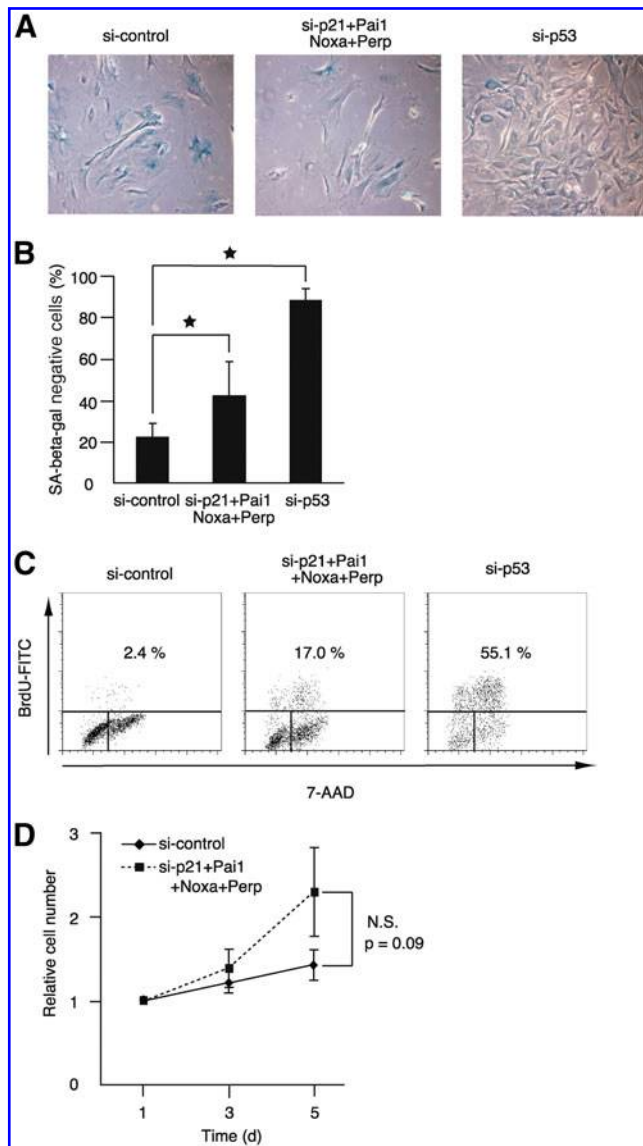 A
si-control
si-p21+Pai1
Noxa+Perp
si-p53
B
SA-beta-gal negative cells (%)
100
80
60
40
20
0
★
★
si-control
si-p21+Pai1
Noxa+Perp
si-p53
C
si-control
si-p21+Pai1
+Noxa+Perp
si-p53
BrdU-FITC
2.4 %
17.0 %
55.1 %
7-AAD
D
Relative cell number
3
2
1
0
si-control
si-p21+Pai1
+Noxa+Perp
N.S.
p = 0.09
1
3
5
Time (d)